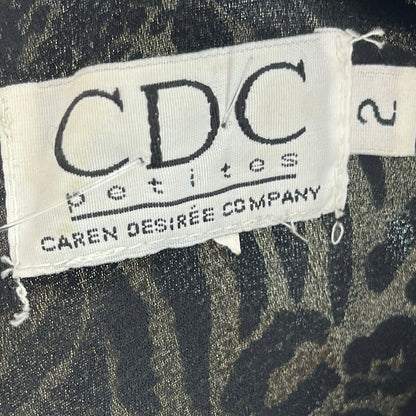 CDC
petites
CAREN DESIRÉE COMPANY
2